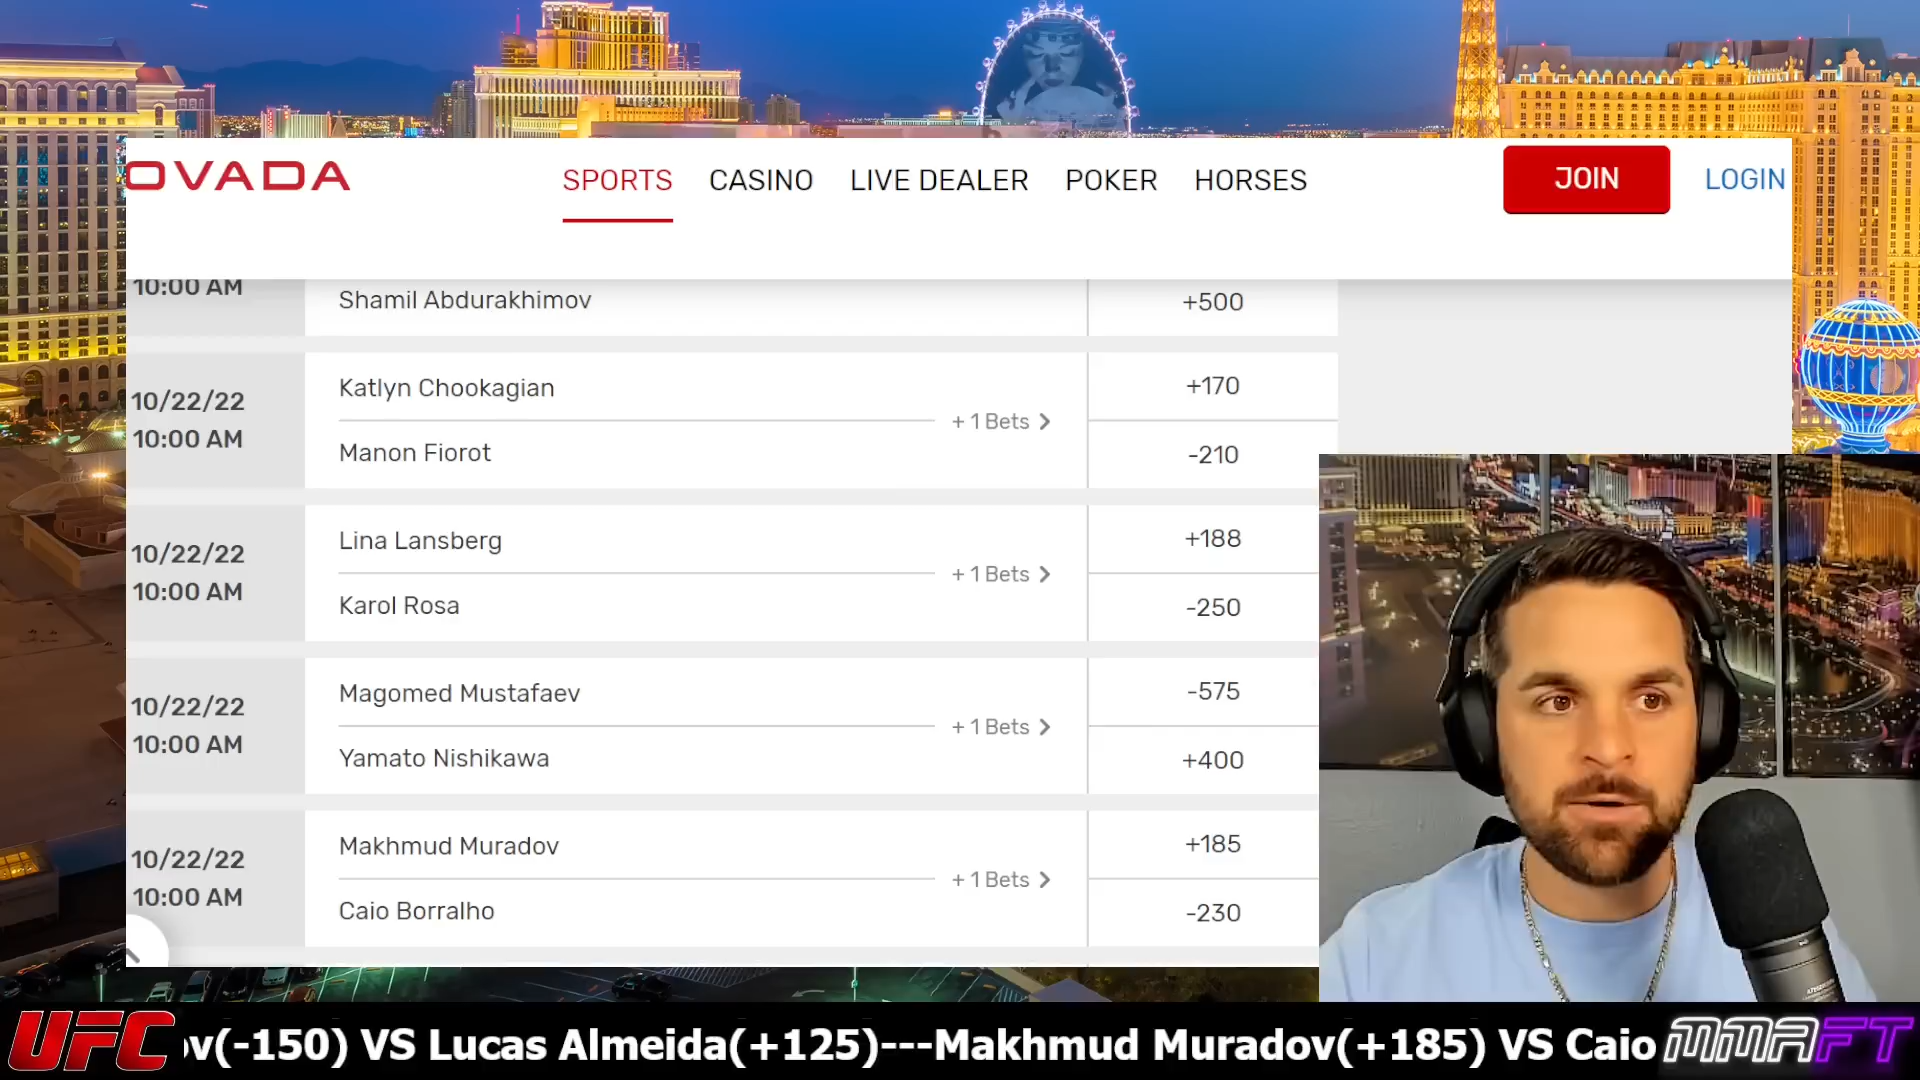 OVADA
SPORTS CASINO LIVE DEALER POKER HORSES JOIN LOGIN
10:00 AM
Shamil Abdurakhimov +500
10/22/22
10:00 AM
Katlyn Chookagian +170
+ 1 Bets
Manon Fiorot -210
10/22/22
10:00 AM
Lina Lansberg +188
+ 1 Bets
Karol Rosa -250
10/22/22
10:00 AM
Magomed Mustafaev -575
+ 1 Bets
Yamato Nishikawa +400
10/22/22
10:00 AM
Makhmud Muradov +185
+ 1 Bets
Caio Borralho -230
UFC ov(-150) VS Lucas Almeida(+125)---Makhmud Muradov(+185) VS Caio MMAFT